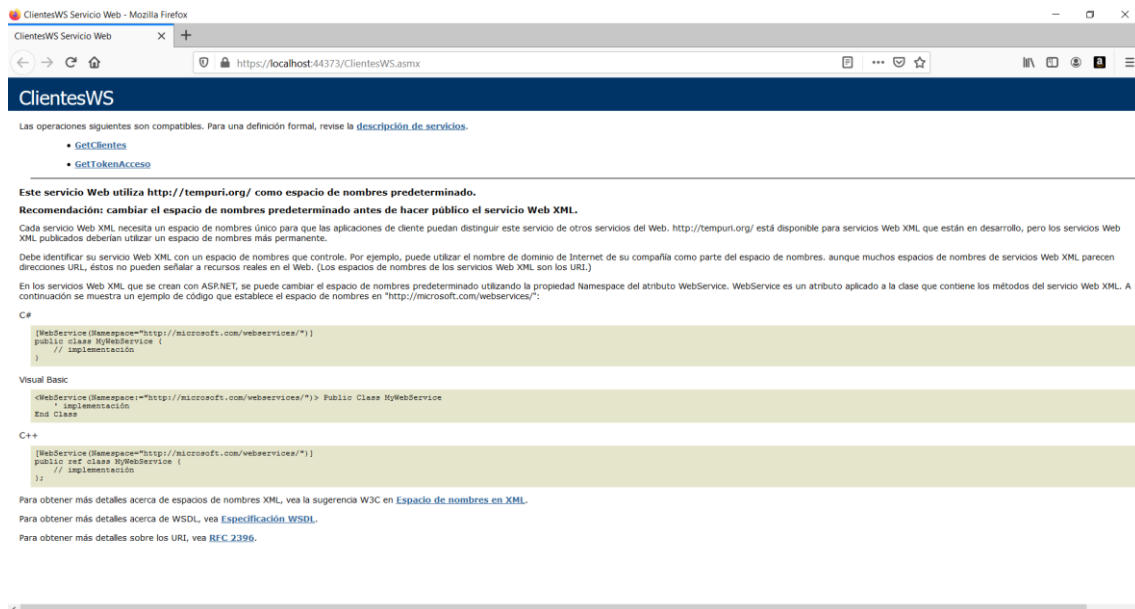 ClientesWS Servicio Web - Mozilla Firefox
ClientesWS Servicio Web
https://localhost:44373/ClientesWS.asmx
ClientesWS
Las operaciones siguientes son compatibles. Para una definición formal, revise la descripción de servicios.
• GetClientes
• GetTokenAcceso
Este servicio Web utiliza http://tempuri.org/ como espacio de nombres predeterminado.
Recomendación: cambiar el espacio de nombres predeterminado antes de hacer público el servicio Web XML.
Cada servicio Web XML necesita un espacio de nombres único para que las aplicaciones de cliente puedan distinguir este servicio de otros servicios del Web. http://tempuri.org/ está disponible para servicios Web XML que están en desarrollo, pero los servicios Web
XML publicados deberían utilizar un espacio de nombres más permanente.
Debe identificar su servicio Web XML con un espacio de nombres que controle. Por ejemplo, puede utilizar el nombre de dominio de Internet de su compañía como parte del espacio de nombres. aunque muchos espacios de nombres de servicios Web XML parecen
direcciones URL, éstos no pueden señalar a recursos reales en el Web. (Los espacios de nombres de los servicios Web XML son los URI.)
En los servicios Web XML que se crean con ASP.NET, se puede cambiar el espacio de nombres predeterminado utilizando la propiedad Namespace del atributo WebService. WebService es un atributo aplicado a la clase que contiene los métodos del servicio Web XML. A
continuación se muestra un ejemplo de código que establece el espacio de nombres en "http://microsoft.com/webservices/":
C#
[WebService(Namespace="http://microsoft.com/webservices/")]
public class MyWebService {
// implementación
}
Visual Basic
<WebService(Namespace:="http://microsoft.com/webservices/")> Public Class MyWebService
' implementación
End Class
C++
[WebService(Namespace="http://microsoft.com/webservices/")]
public ref class MyWebService {
// implementación
};
Para obtener más detalles acerca de espacios de nombres XML, vea la sugerencia W3C en Espacio de nombres en XML.
Para obtener más detalles acerca de WSDL, vea Especificación WSDL.
Para obtener más detalles sobre los URI, vea RFC 2396.